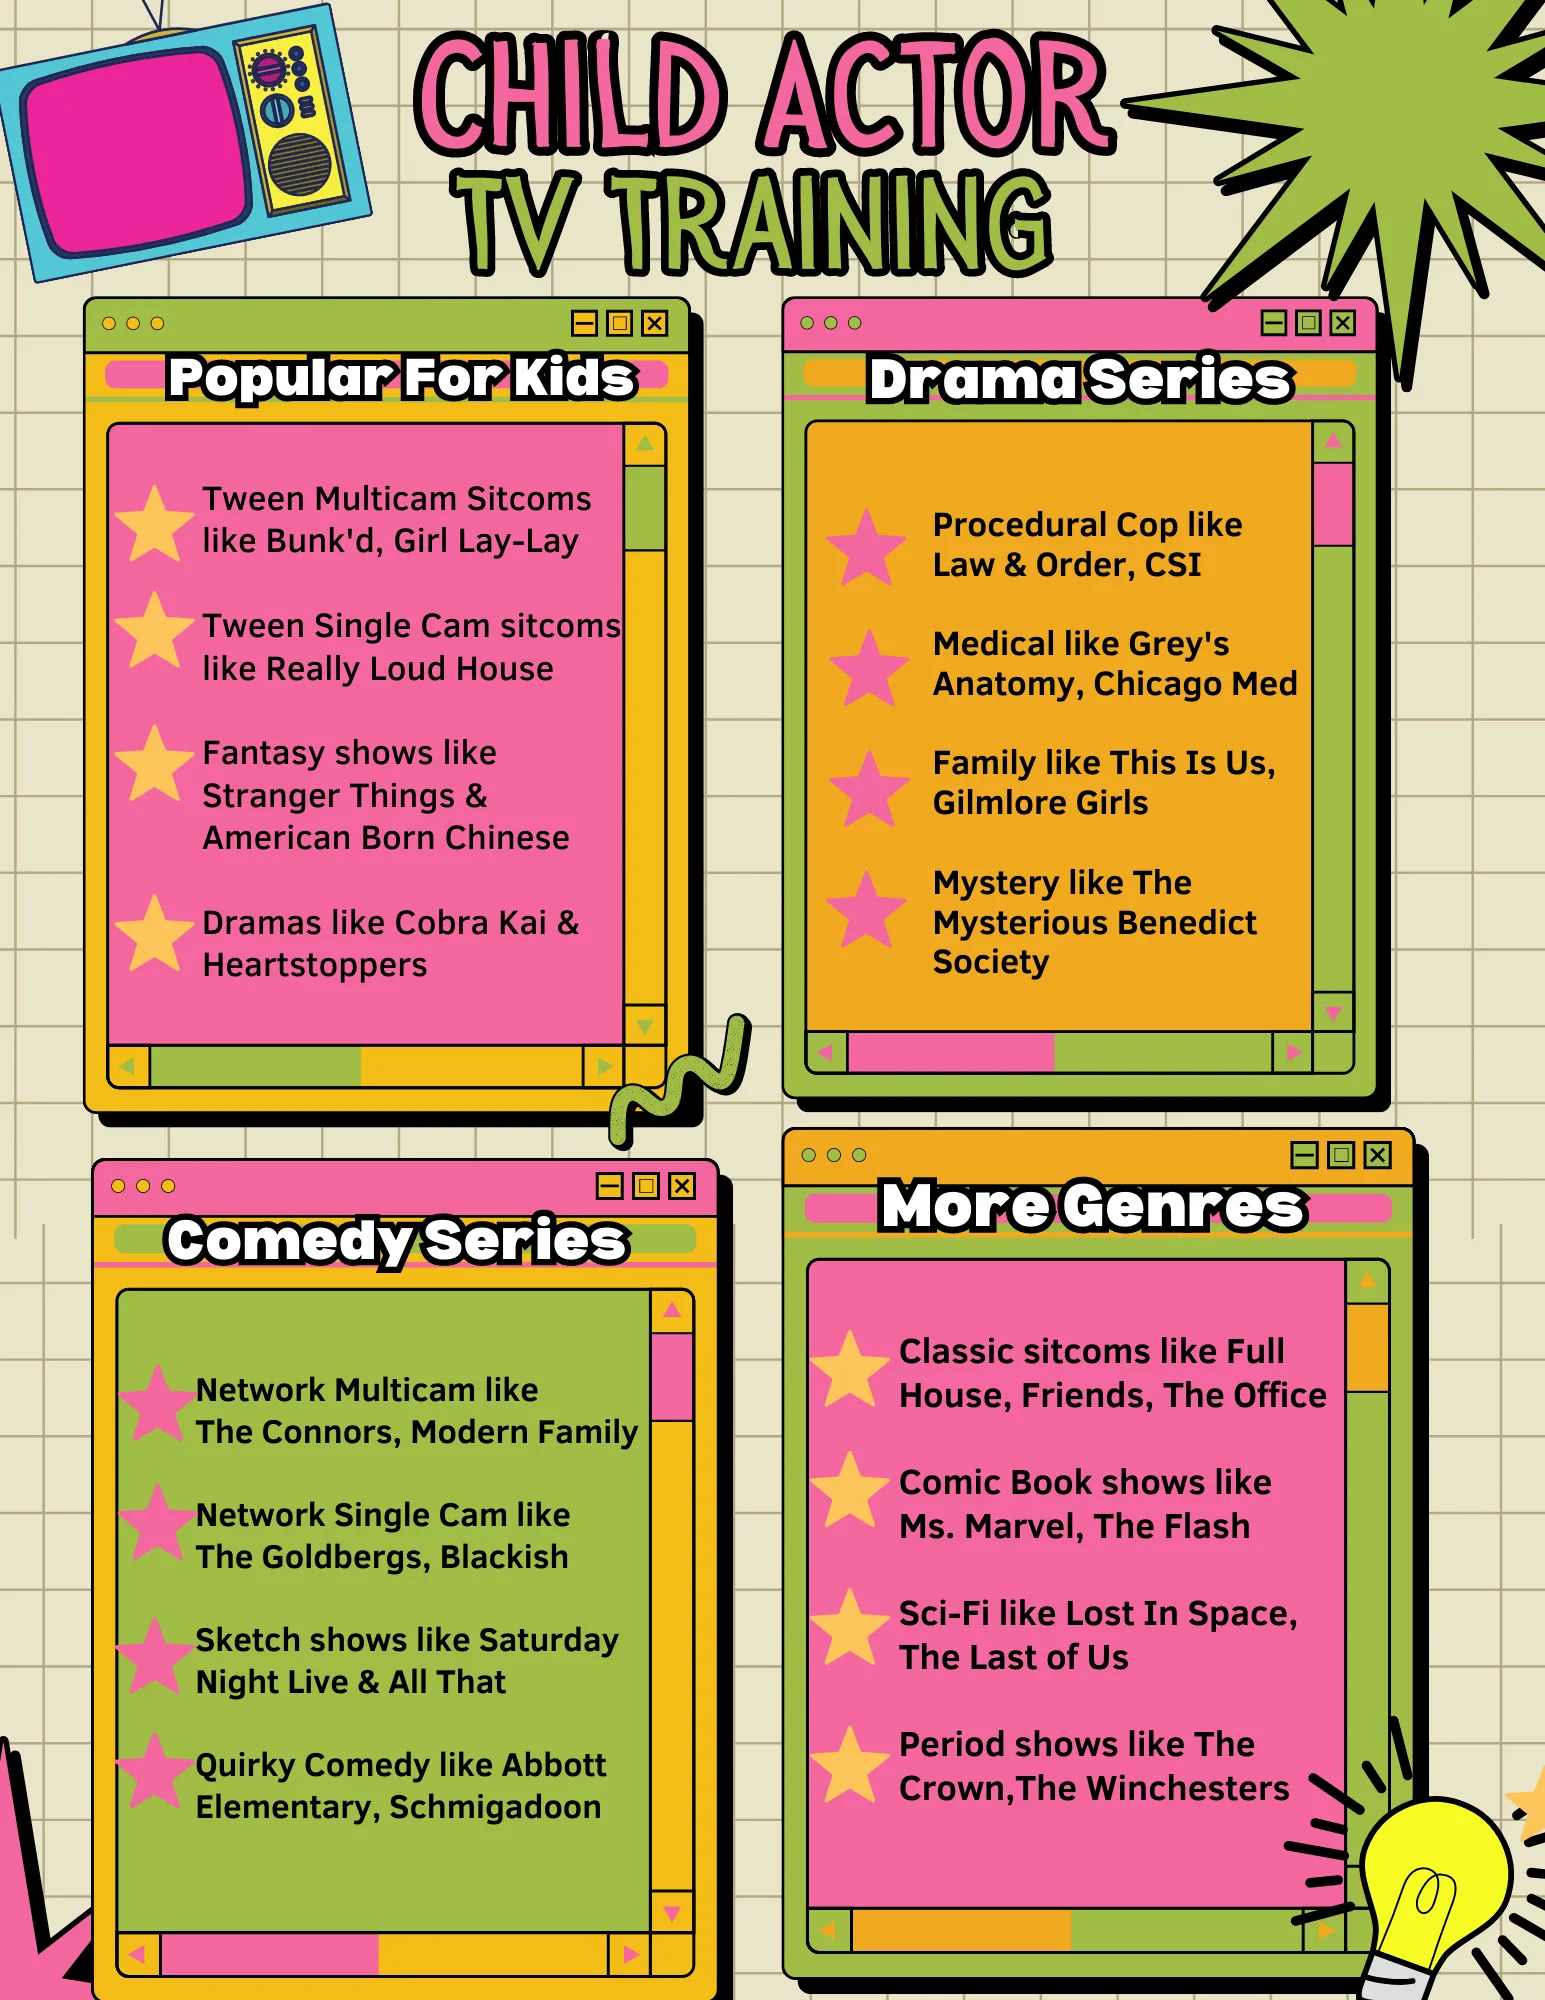 CHILD ACTOR
TV TRAINING
Popular For Kids
Tween Multicam Sitcoms
like Bunk'd, Girl Lay-Lay
Tween Single Cam sitcoms
like Really Loud House
Fantasy shows like
Stranger Things &
American Born Chinese
Dramas like Cobra Kai &
Heartstoppers
Drama Series
Procedural Cop like
Law & Order, CSI
Medical like Grey's
Anatomy, Chicago Med
Family like This Is Us,
Gilmlore Girls
Mystery like The
Mysterious Benedict
Society
Comedy Series
Network Multicam like
The Connors, Modern Family
Network Single Cam like
The Goldbergs, Blackish
Sketch shows like Saturday
Night Live & All That
Quirky Comedy like Abbott
Elementary, Schmigadoon
More Genres
Classic sitcoms like Full
House, Friends, The Office
Comic Book shows like
Ms. Marvel, The Flash
Sci-Fi like Lost In Space,
The Last of Us
Period shows like The
Crown,The Winchesters